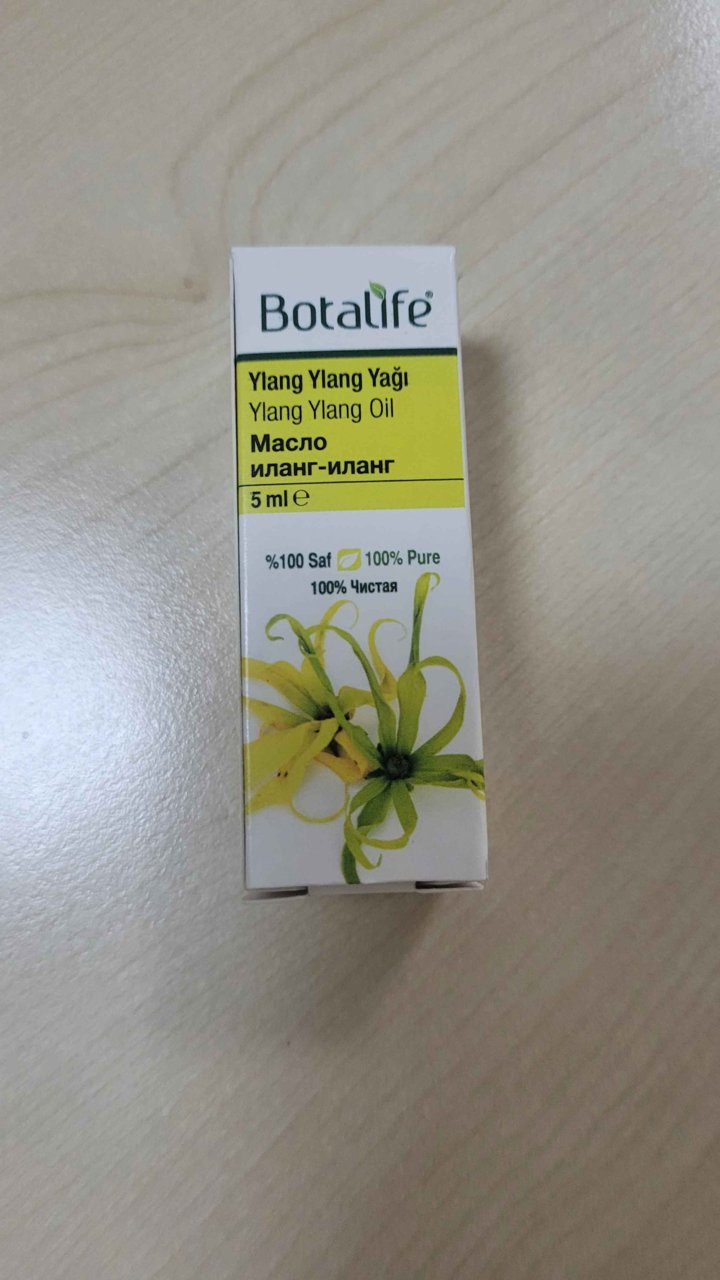 Botalife®
Ylang Ylang Yağı
Ylang Ylang Oil
Масло
иланг-иланг
5 ml ℮
%100 Saf 100% Pure
100% Чистая